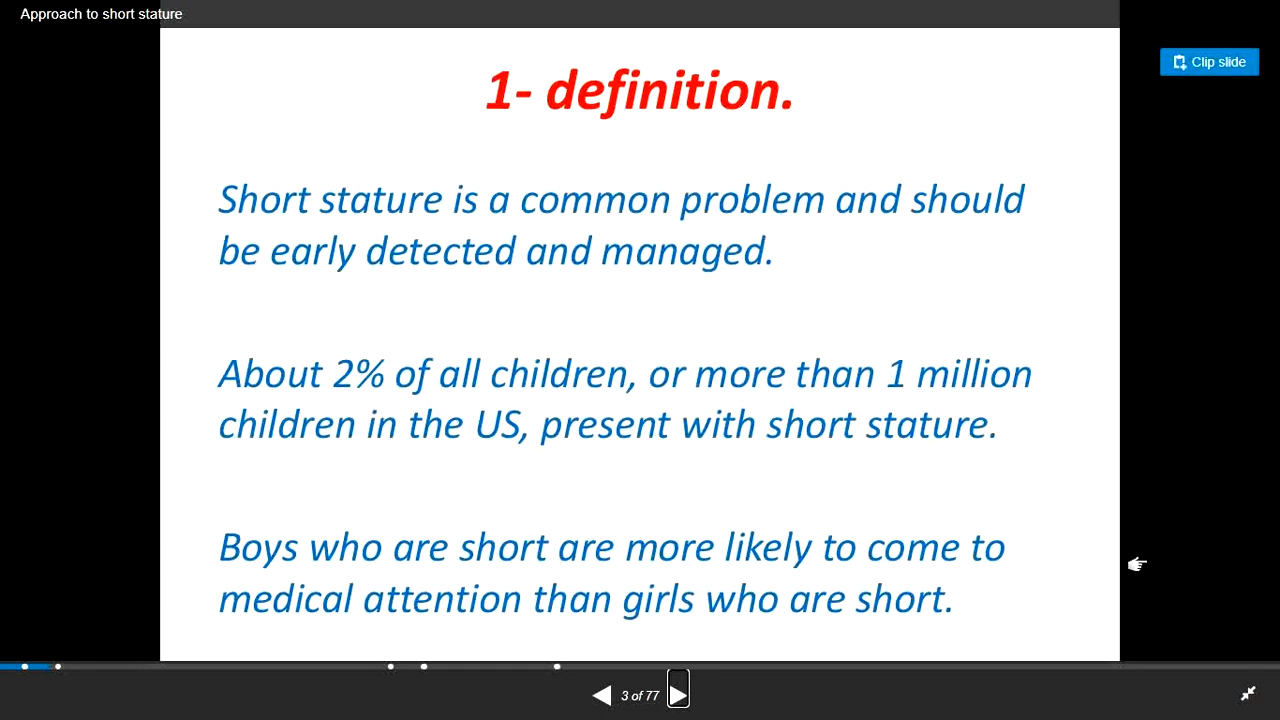 Approach to short stature
Clip slide
1- definition.
Short stature is a common problem and should
be early detected and managed.
About 2% of all children, or more than 1 million
children in the US, present with short stature.
Boys who are short are more likely to come to
medical attention than girls who are short.
3 of 77